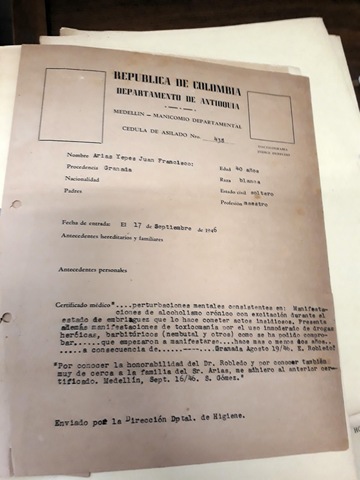 REPUBLICA DE COLOMBIA
DEPARTAMENTO DE ANTIOQUIA
MEDELLIN - MANICOMIO DEPARTAMENTAL
CEDULA DE ASILADO Nro. 438
Nombre Arias Yepes Juan Francisco: Edad 40 años
Procedencia Granada Raza blanca
Nacionalidad Estado civil soltero
Padres Profesión maestro
Fecha de entrada: El 17 de Septiembre de 1946
Antecedentes hereditarios y familiares
Antecedentes personales
Certificado médico "....perturbaciones mentales consistentes en: Manifesta-
ciones de alcoholismo crónico con excitación durante el
estado de embriaguez que lo hace cometer actos insidiosos. Presenta
además manifestaciones de toxicomanía por el uso inmoderado de drogas
heróicas, barbitúricos (nembutal y otros) como se ha podido compro-
bar......que empezaron a manifestarse...hace mas o menos dos años..
..a consecuencia de......-----Granada Agosto 19/46. E. Robledo"
"Por conocer la honorabilidad del Dr. Robledo y por conocer también
muy de cerca a la familia del Sr. Arias, me adhiero al anterior cer-
tificado. Medellín, Sept. 16/46. S. Gómez."
Enviado por la Dirección Dptal. de Higiene.